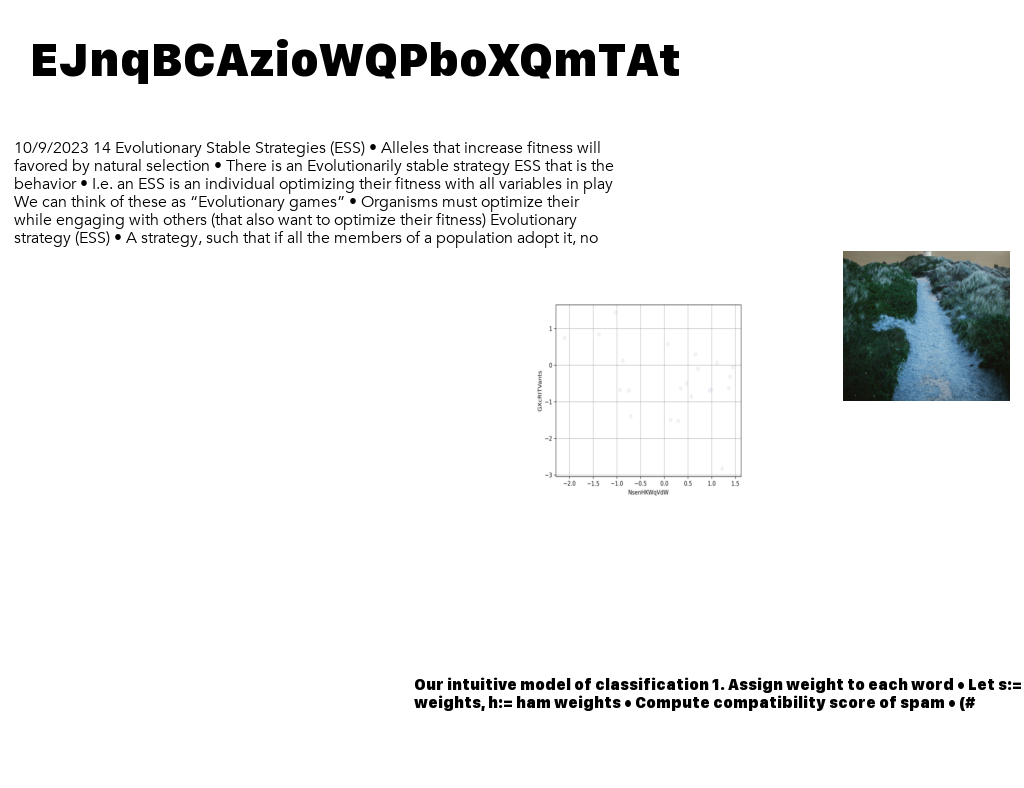 EJnqBCAzioWQPboXQmTAt
10/9/2023 14 Evolutionary Stable Strategies (ESS) • Alleles that increase fitness will
favored by natural selection • There is an Evolutionarily stable strategy ESS that is the
behavior • I.e. an ESS is an individual optimizing their fitness with all variables in play
We can think of these as “Evolutionary games” • Organisms must optimize their
while engaging with others (that also want to optimize their fitness) Evolutionary
strategy (ESS) • A strategy, such that if all the members of a population adopt it, no
1
0
−1
−2
−3
−2.0 −1.5 −1.0 −0.5 0.0 0.5 1.0 1.5
NsenHKWqVdW
Our intuitive model of classification 1. Assign weight to each word • Let s:=
weights, h:= ham weights • Compute compatibility score of spam • (#